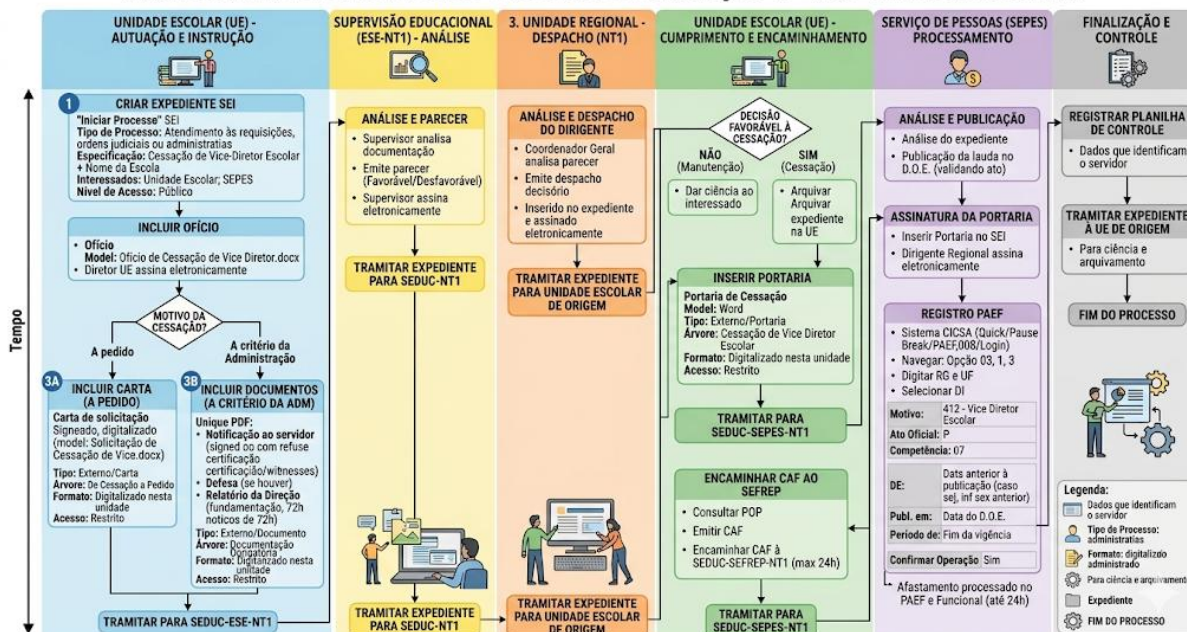 UNIDADE ESCOLAR (UE) -
AUTUAÇÃO E INSTRUÇÃO
SUPERVISÃO EDUCACIONAL
(ESE-NT1) - ANÁLISE
3. UNIDADE REGIONAL -
DESPACHO (NT1)
UNIDADE ESCOLAR (UE) -
CUMPRIMENTO E ENCAMINHAMENTO
SERVIÇO DE PESSOAS (SEPES)
PROCESSAMENTO
FINALIZAÇÃO E
CONTROLE
Tempo
1
CRIAR EXPEDIENTE SEI
"Iniciar Processo" SEI
Tipo de Processo: Atendimento às requisições,
ordens judiciais ou administratias
Especificação: Cessação de Vice-Diretor Escolar
+ Nome da Escola
Interessados: Unidade Escolar; SEPES
Nivel de Acesso: Público
INCLUIR OFÍCIO
• Ofício
Model: Ofício de Cessação de Vice Diretor.docx
• Diretor UE assina eletronicamente
MOTIVO DA
CESSAÇÃO?
A pedido
A critério da
Administração
3A
INCLUIR CARTA
(A PEDIDO)
Carta de solicitação
Signeado, digitalizado
(model: Solicitação de
Cessação de Vice.docx)
Tipo: Externo/Carta
Árvore: De Cessação a Pedido
Formato: Digitalizado nesta
unidade
Acesso: Restrito
3B
INCLUIR DOCUMENTOS
(A CRITÉRIO DA ADM)
Unique PDF:
• Notificação ao servidor
(signed oo com refuse
certificação
certificiação/witnesses)
• Defesa (se houver)
• Relatório da Direção
(fundamentação, 72h
noticos de 72h)
Tipo: Externo/Documento
Árvore: Documentação
Formato: Digitanzado nesta
Acesso: Restrito
TRAMITAR PARA SEDUC-ESE-NT1
ANÁLISE E PARECER
• Supervisor analisa
documentação
• Emite parecer
(Favorável/Desfavorável)
• Supervisor assina
eletronicamente
TRAMITAR EXPEDIENTE
PARA SEDUC-NT1
TRAMITAR EXPEDIENTE
PARA SEDUC-NT1
ANÁLISE E DESPACHO
DO DIRIGENTE
• Coordenador Geral
analisa parecer
• Emite despacho
decisório
• Inserido no expediente
e assinado
eletronicamente
TRAMITAR EXPEDIENTE
PARA UNIDADE ESCOLAR
DE ORIGEM
TRAMITAR EXPEDIENTE
PARA UNIDADE ESCOLAR
DE ORIGEM
DECISÃO
FAVORÁVEL À
CESSAÇÃO?
NÃO
(Manutenção)
SIM
(Cessação)
• Dar ciência ao
interessado
• Arquivar
Arquivar
expediente
na UE
INSERIR PORTARIA
Portaria de Cessação
Model: Word
Tipo: Externo/Portaria
Árvore: Cessação de Vice Diretor
Escolar
Formato: Digitalizado nesta unidade
Acesso: Restrito
TRAMITAR PARA
SEDUC-SEPES-NT1
ENCAMINHAR CAF AO
SEFREP
• Consultar POP
• Emitir CAF
• Encaminhar CAF à
SEDUC-SEFREP-NT1 (max 24h)
TRAMITAR PARA
SEDUC-SEPES-NT1
ANÁLISE E PUBLICAÇÃO
• Análise do expediente
• Publicação da lauda no
D.O.E. (validando ato)
ASSINATURA DA PORTARIA
• Inserir Portaria no SEI
• Dirigente Regional assina
eletronicamente
REGISTRO PAEF
• Sistema CICSA (Quick/Pause
Break/PAEF,008/Login)
• Navegar: Opção 03, 1, 3
• Digitar RG e UF
• Selecionar DI
Motivo: 412 - Vice Diretor
Escolar
Ato Oficial: P
Competência: 07
DE: Dats anterior à
publicação (caso
sej, inf sex anterior)
Publ. em: Data do D.O.E.
Período de: Fim da vigência
Confirmar Operação Sim
Afastamento processado no
PAEF e Funcional (até 24h)
REGISTRAR PLANILHA
DE CONTROLE
• Dados que identificam
o servidor
TRAMITAR EXPEDIENTE
À UE DE ORIGEM
• Para ciência e
arquivamento
FIM DO PROCESSO
Legenda:
Dados que identificam
o servidor
Tipo de Processo:
administratias
Formato: digitalizdo
administrado
Para ciência e arquivamento
Expediente
FIM DO PROCESSO